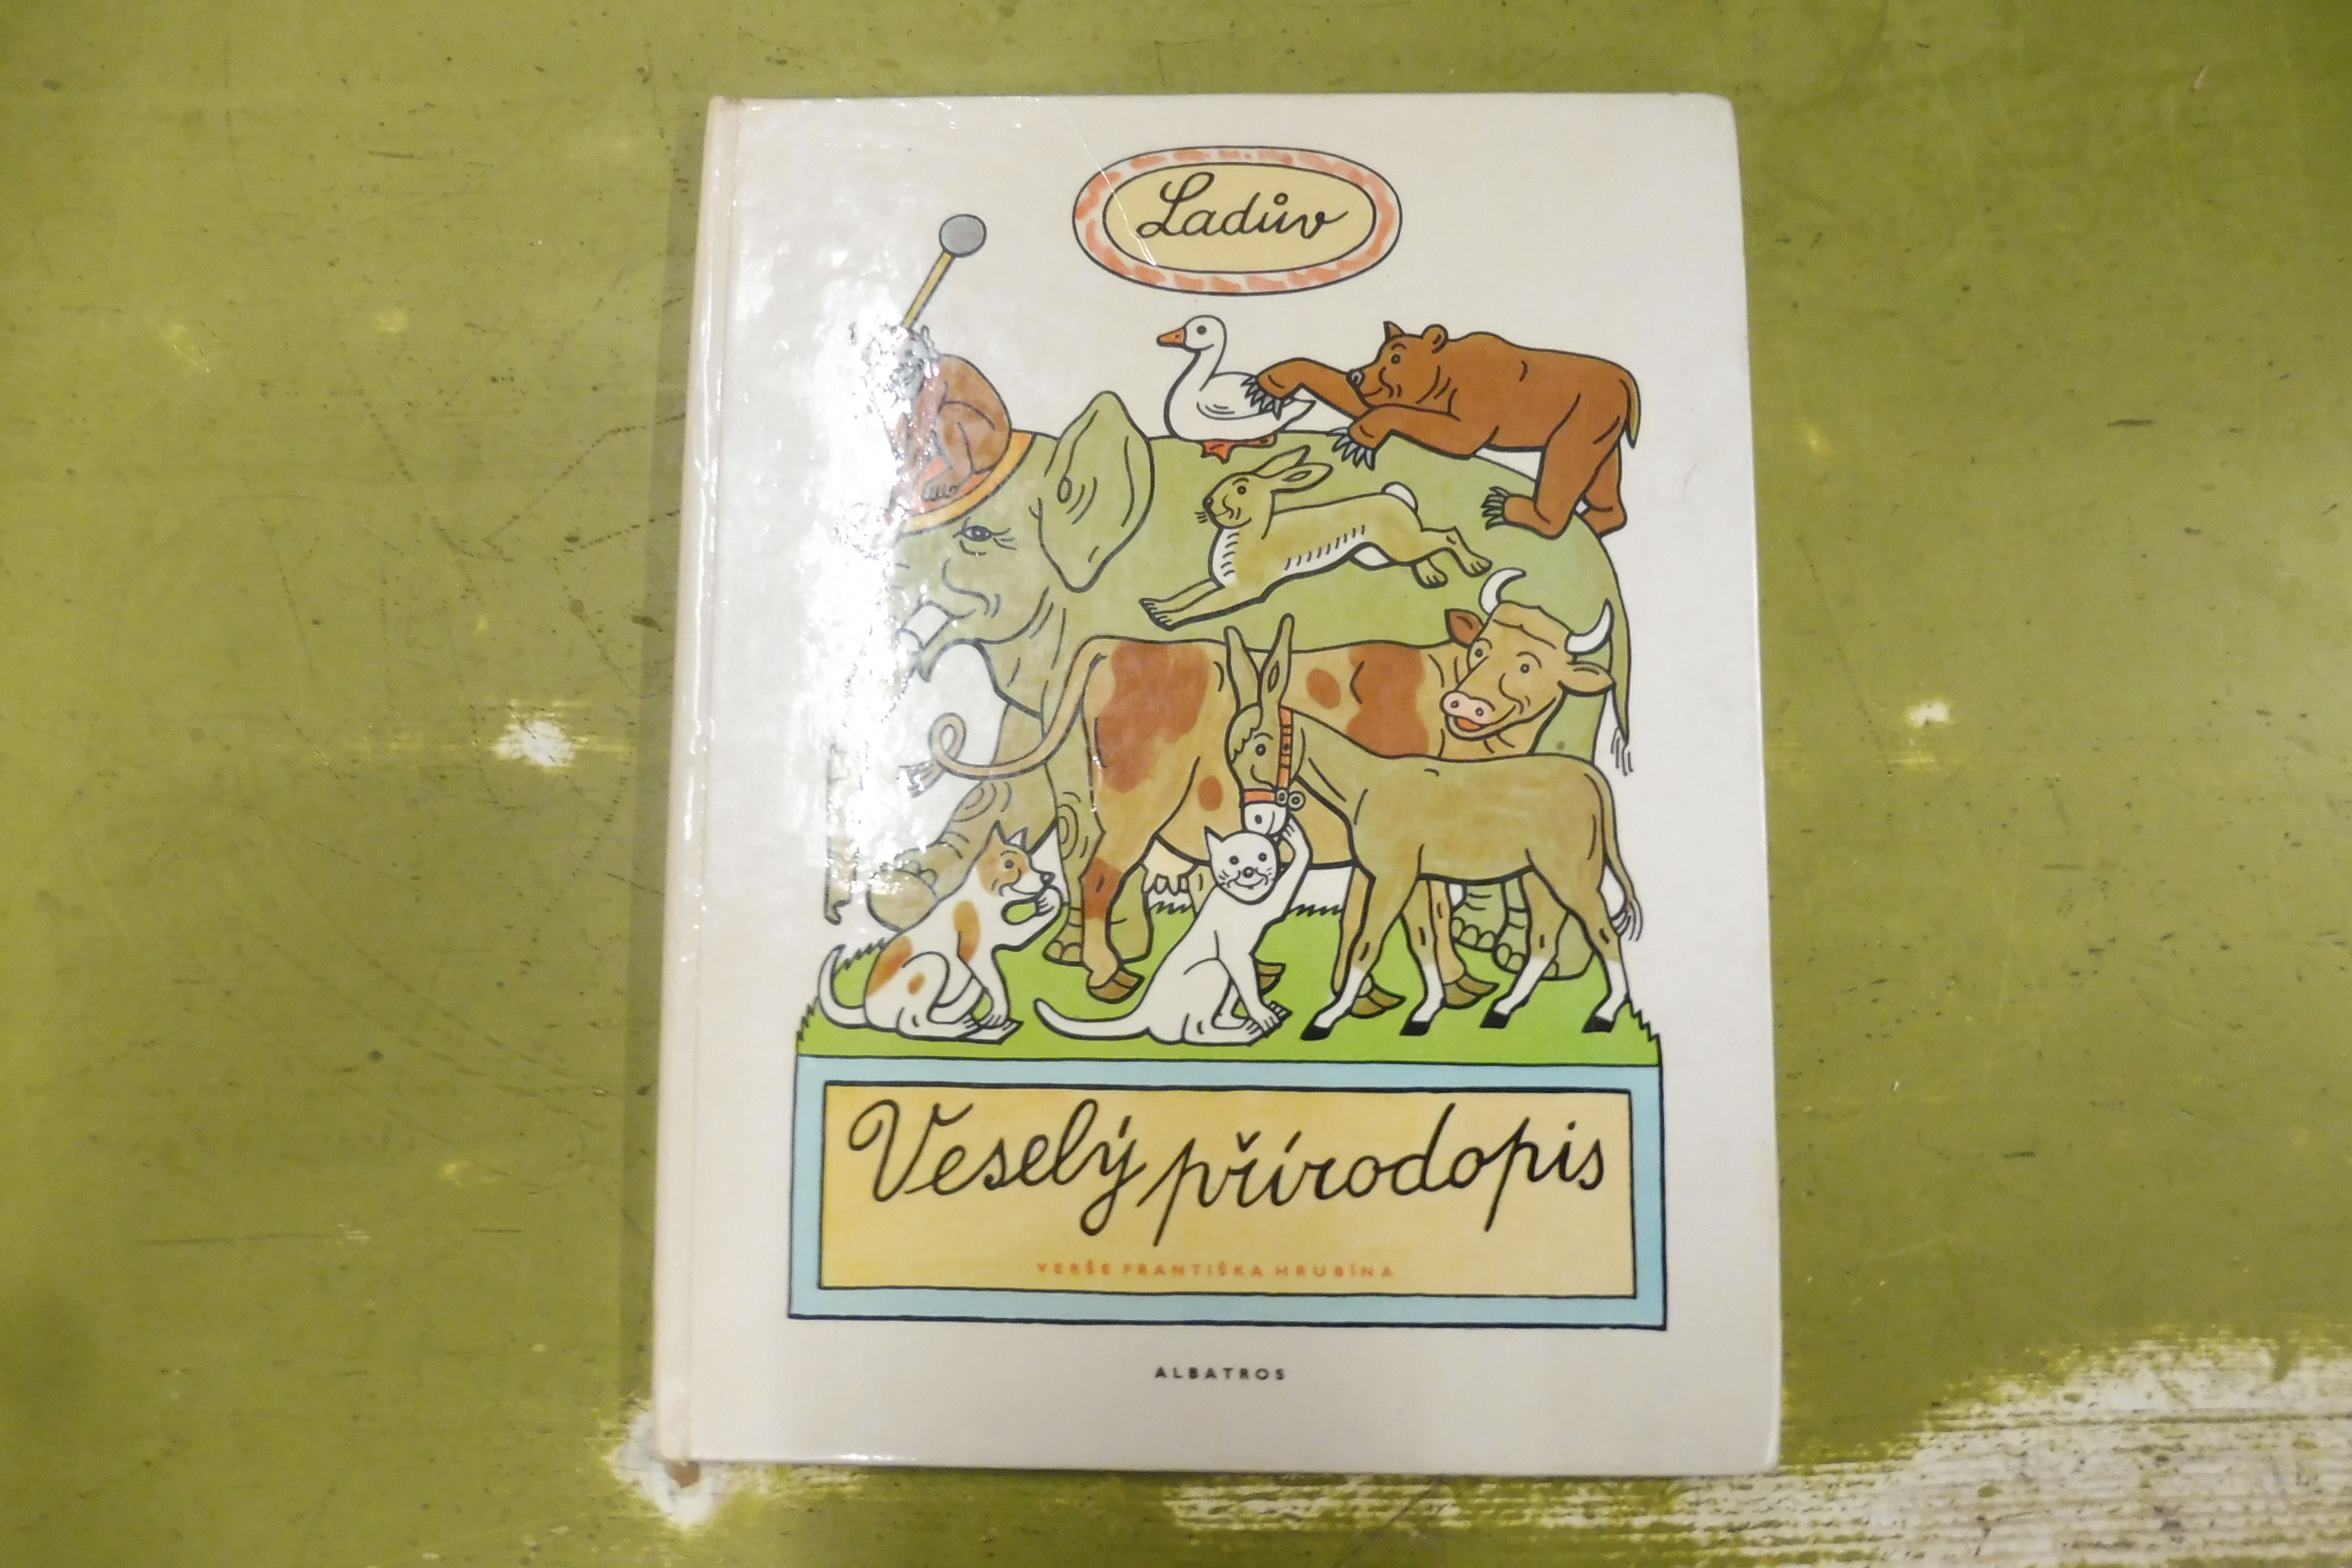 Ladův
Veselý přírodopis
VERŠE FRANTIŠKA HRUBÍNA
ALBATROS